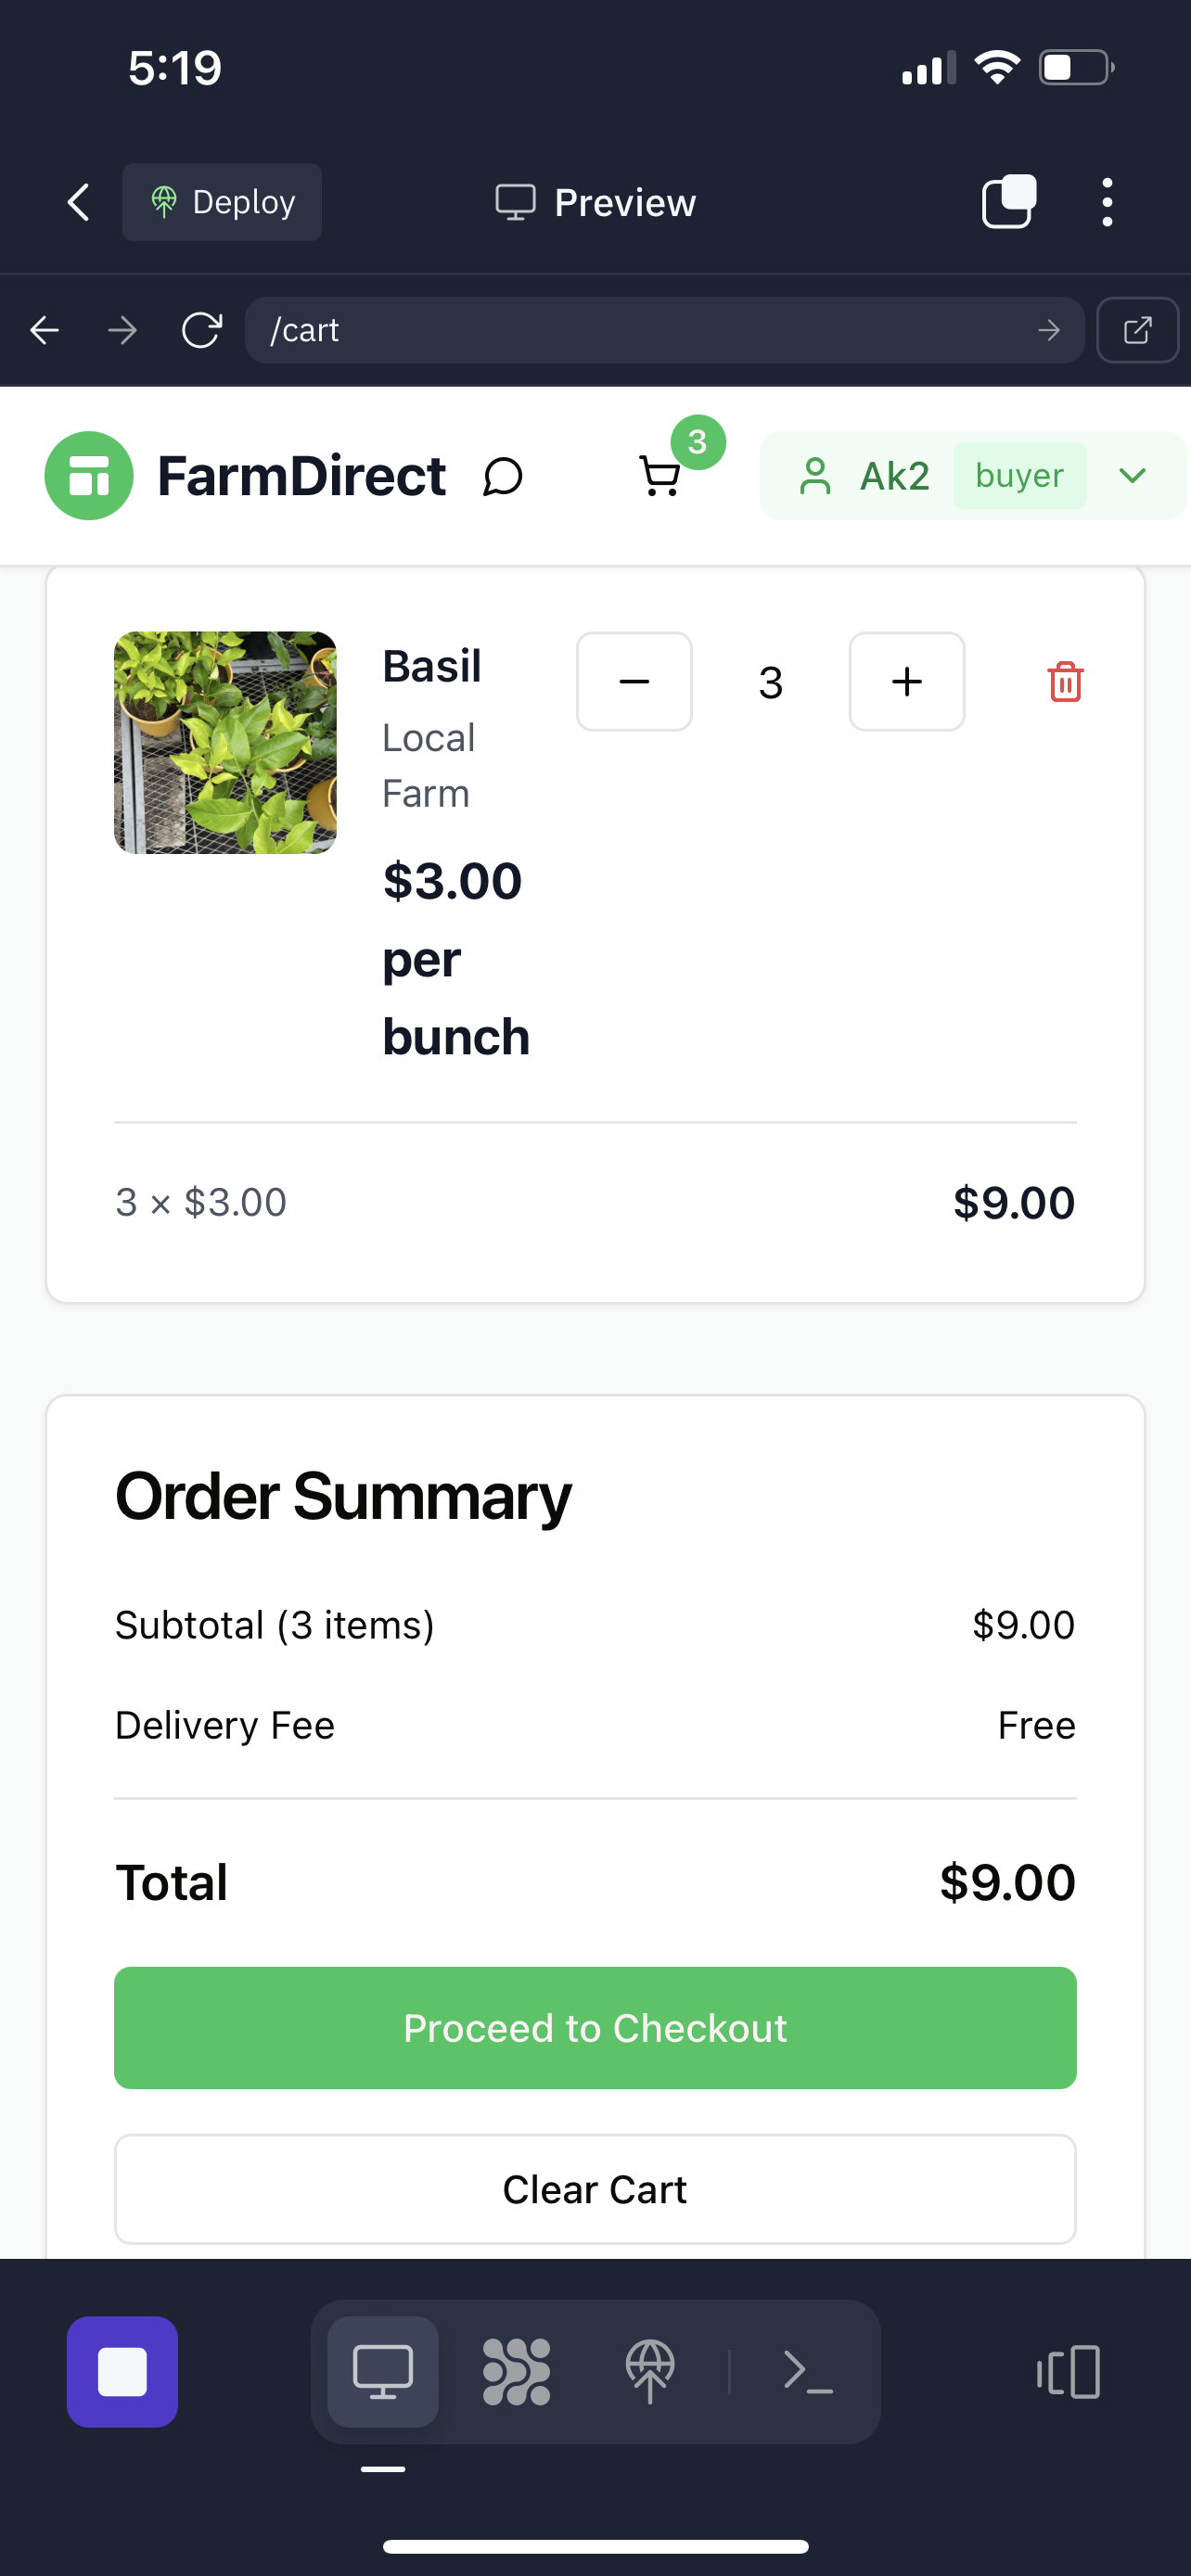 5:19
Deploy
Preview
/cart
FarmDirect
3
Ak2
buyer
Basil
3
Local
Farm
$3.00
per
bunch
3 × $3.00
$9.00
Order Summary
Subtotal (3 items)
$9.00
Delivery Fee
Free
Total
$9.00
Proceed to Checkout
Clear Cart